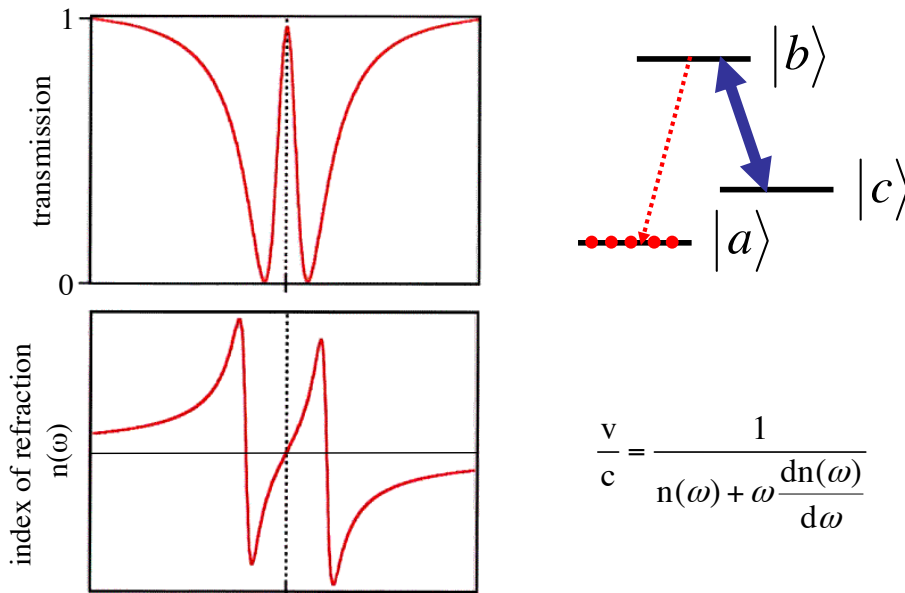 1
transmission
0
index of refraction
n(ω)
|b⟩
|c⟩
|a⟩
v/c = 1/(n(ω) + ω dn(ω)/dω)